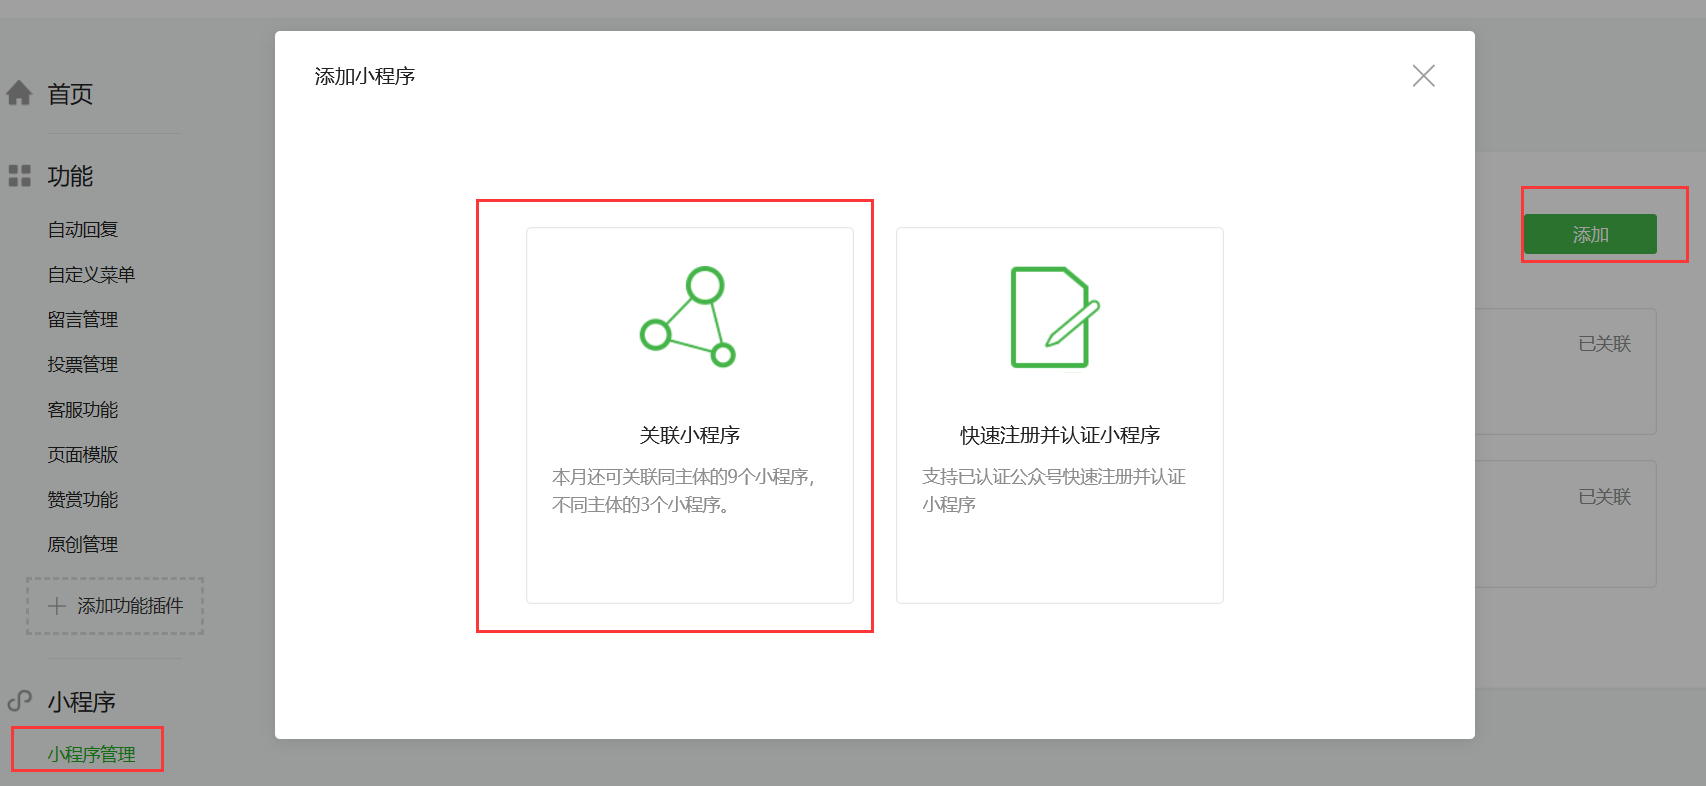 首页
功能
自动回复
自定义菜单
留言管理
投票管理
客服功能
页面模版
赞赏功能
原创管理
添加功能插件
小程序
小程序管理
添加小程序
关联小程序
本月还可关联同主体的9个小程序，
不同主体的3个小程序。
快速注册并认证小程序
支持已认证公众号快速注册并认证
小程序
添加
已关联
已关联